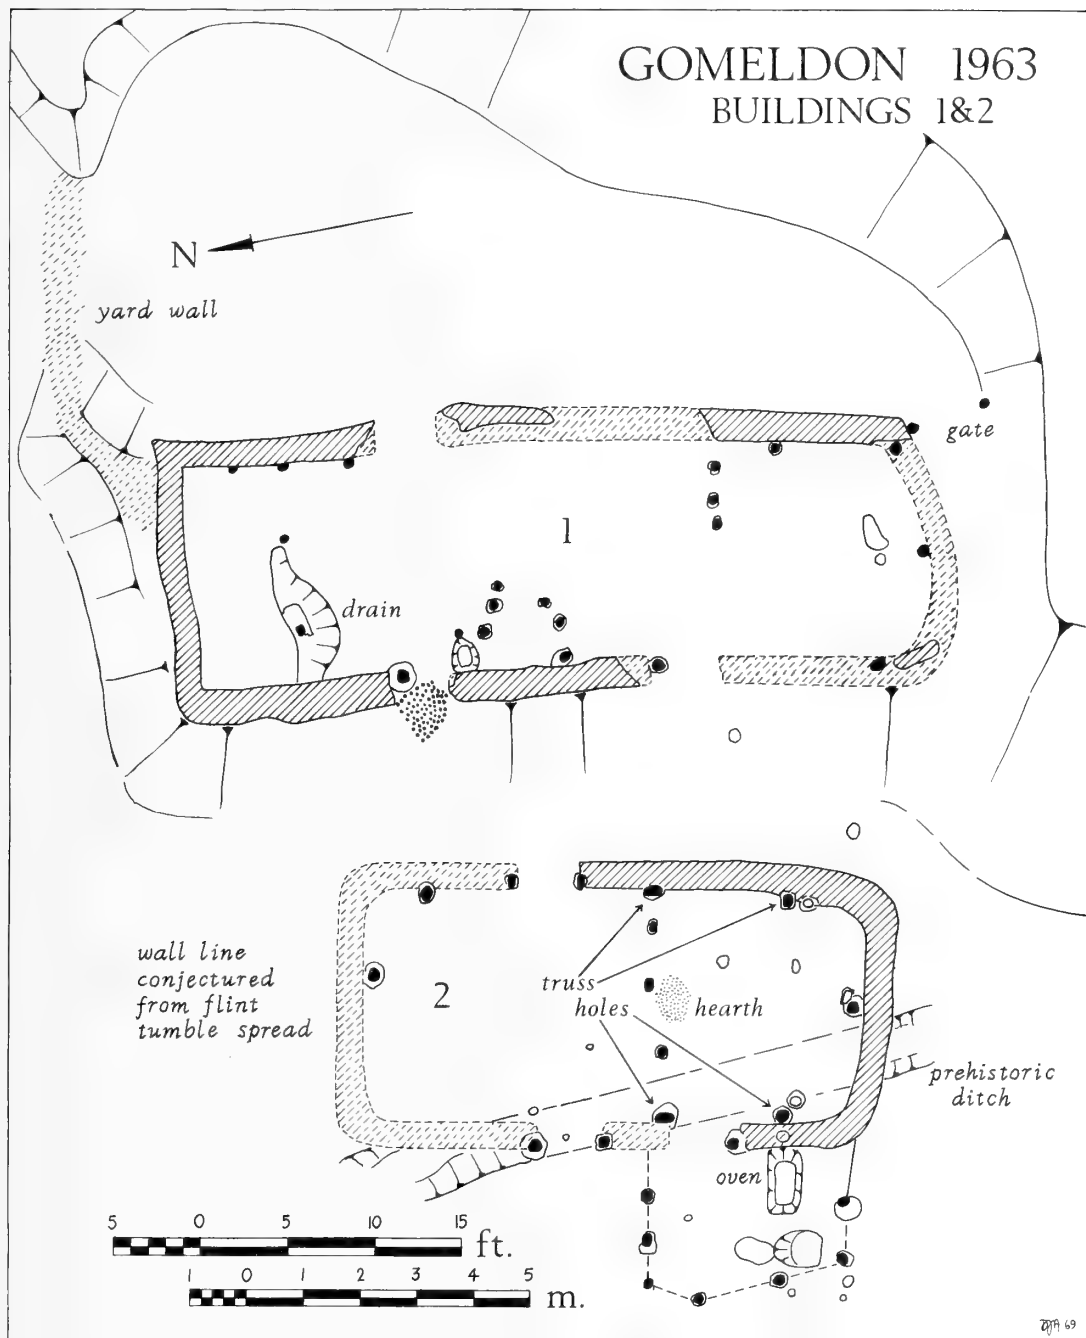 GOMELDON 1963
BUILDINGS 1&2
N
yard wall
gate
1
drain
wall line
conjectured
from flint
tumble spread
2
truss
holes
hearth
prehistoric
ditch
oven
5 0 5 10 15
ft.
1 0 1 2 3 4 5
m.
69